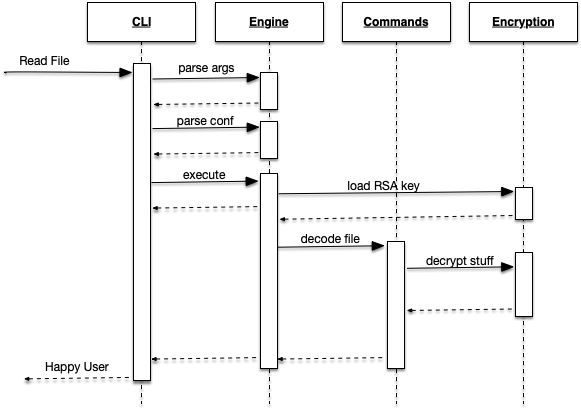 CLI
Engine
Commands
Encryption
Read File
parse args
parse conf
execute
load RSA key
decode file
decrypt stuff
Happy User